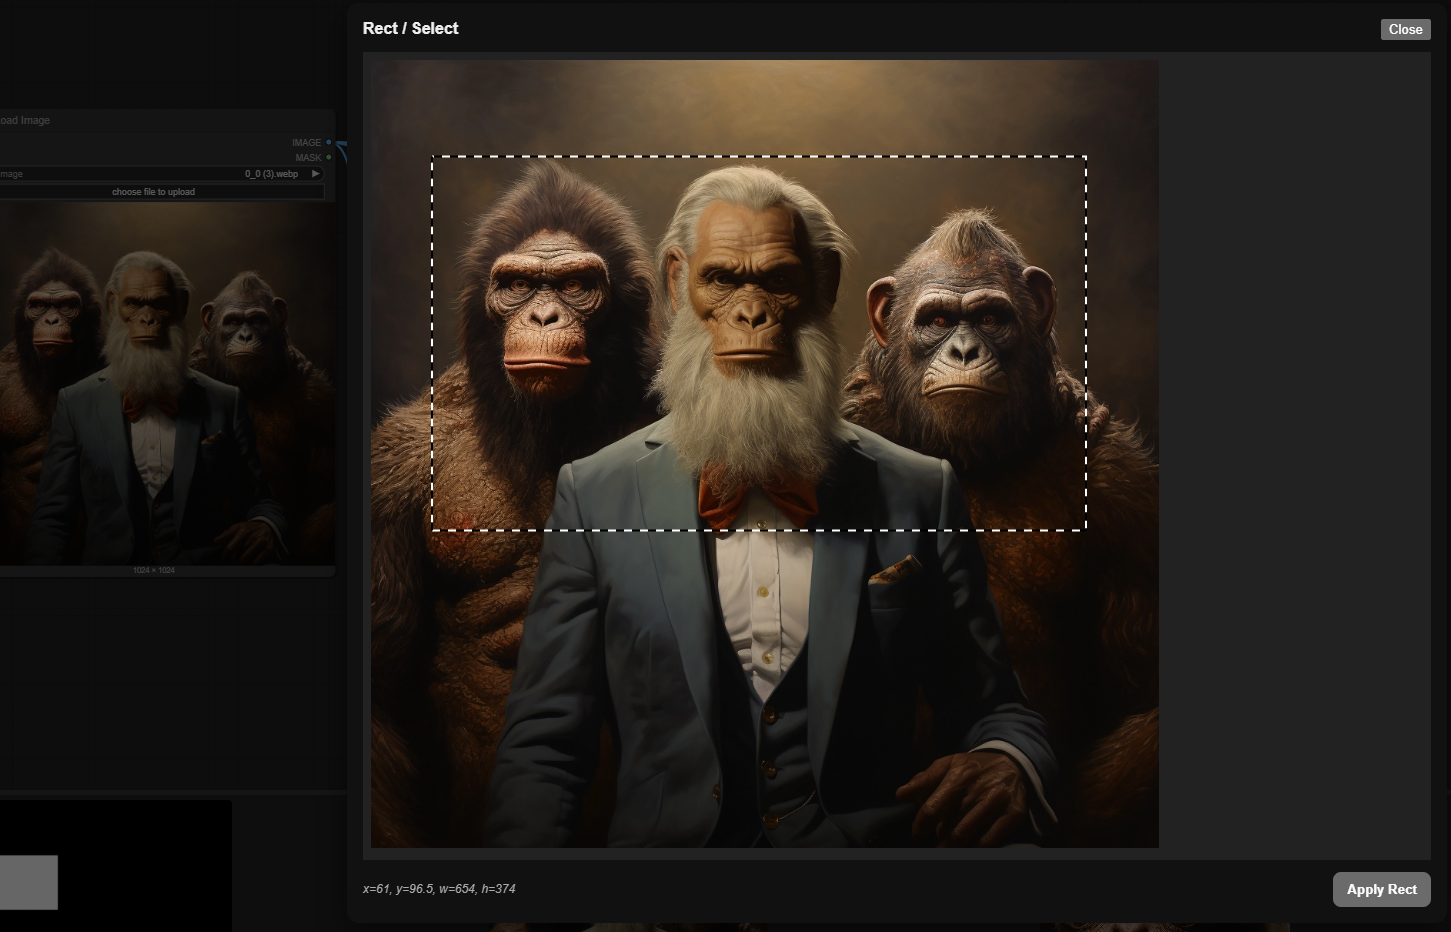 Rect / Select
Close
oad Image
IMAGE
MASK
mage
0_0 (3).webp
choose file to upload
1024 × 1024
x=61, y=96.5, w=654, h=374
Apply Rect